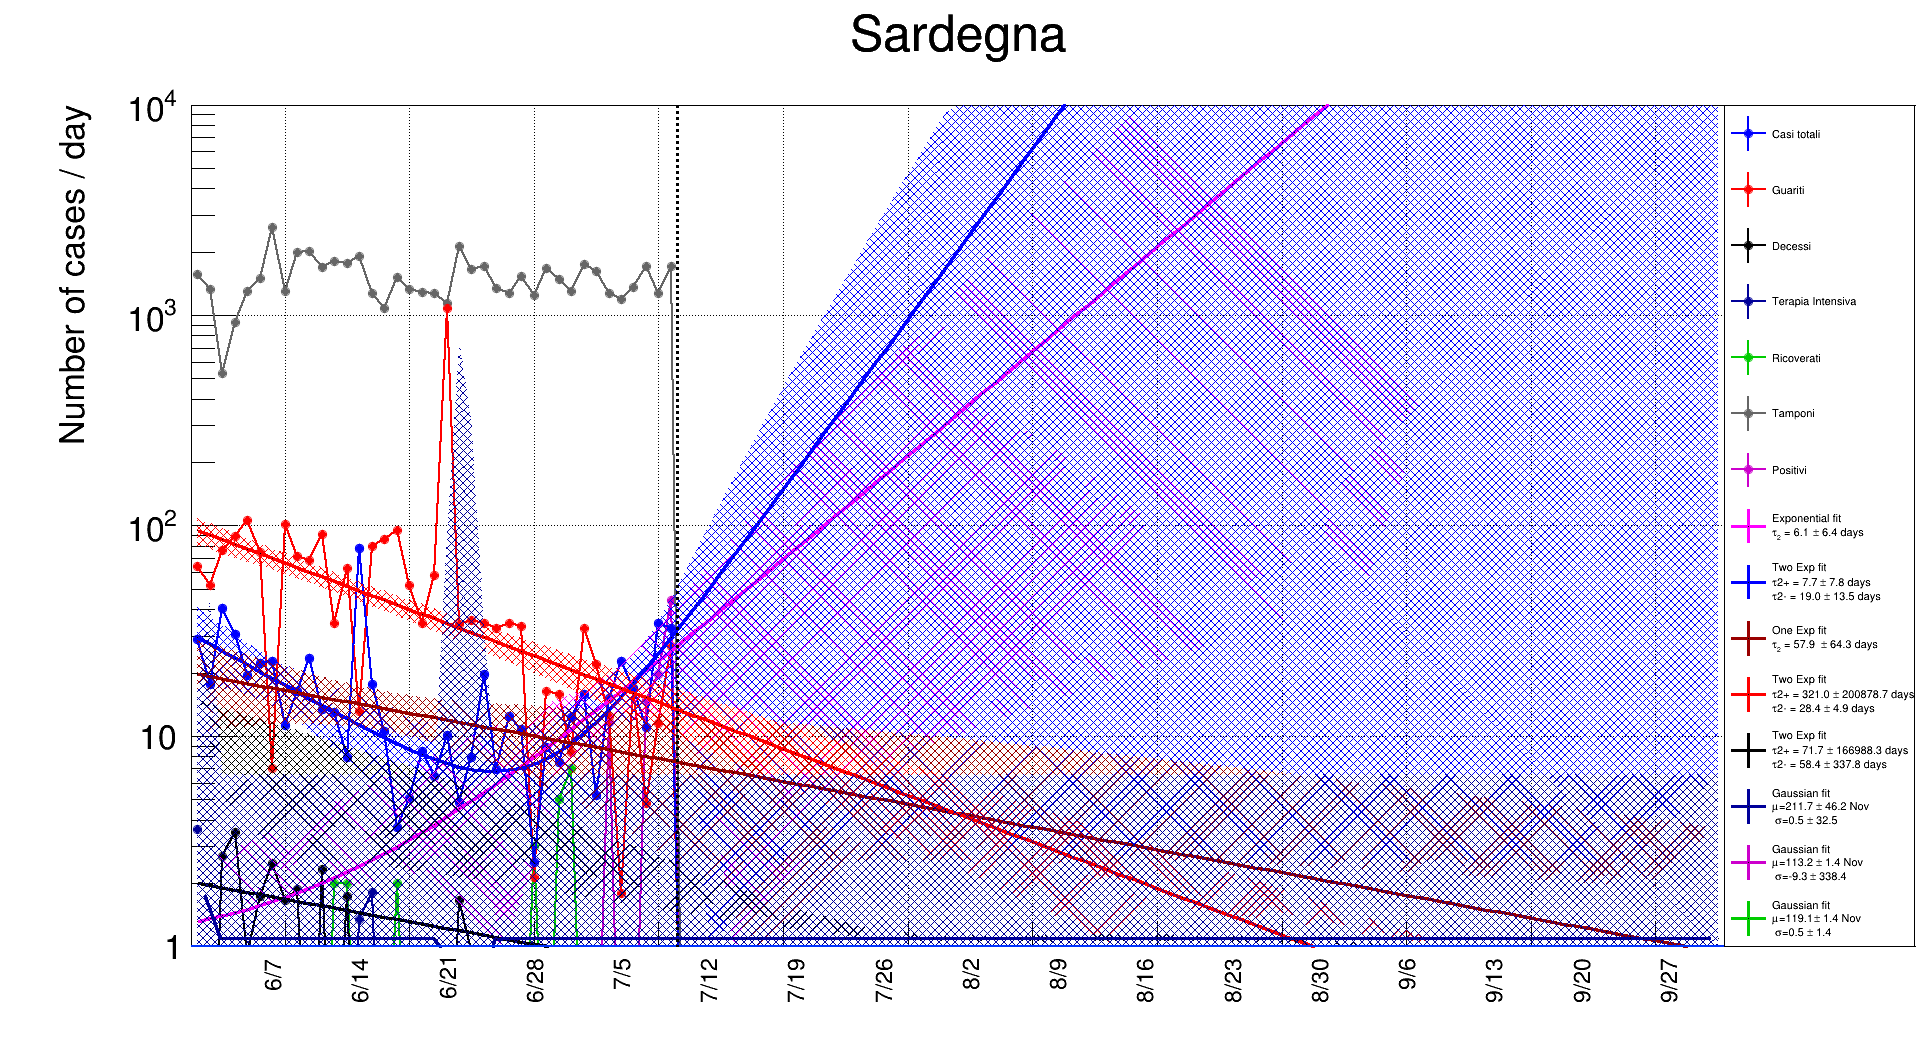 Sardegna
Number of cases / day
10^4
10^3
10^2
10
1
6/7
6/14
6/21
6/28
7/5
7/12
7/19
7/26
8/2
8/9
8/16
8/23
8/30
9/6
9/13
9/20
9/27
Casi totali
Guariti
Decessi
Terapia Intensiva
Ricoverati
Tamponi
Positivi
Exponential fit
τ₂ = 6.1 ± 6.4 days
Two Exp fit
τ2+ = 7.7 ± 7.8 days
τ2- = 19.0 ± 13.5 days
One Exp fit
τ₂ = 57.9 ± 64.3 days
Two Exp fit
τ2+ = 321.0 ± 200878.7 days
τ2- = 28.4 ± 4.9 days
Two Exp fit
τ2+ = 71.7 ± 166988.3 days
τ2- = 58.4 ± 337.8 days
Gaussian fit
μ=211.7 ± 46.2 Nov
σ=0.5 ± 32.5
Gaussian fit
μ=113.2 ± 1.4 Nov
σ=-9.3 ± 338.4
Gaussian fit
μ=119.1 ± 1.4 Nov
σ=0.5 ± 1.4